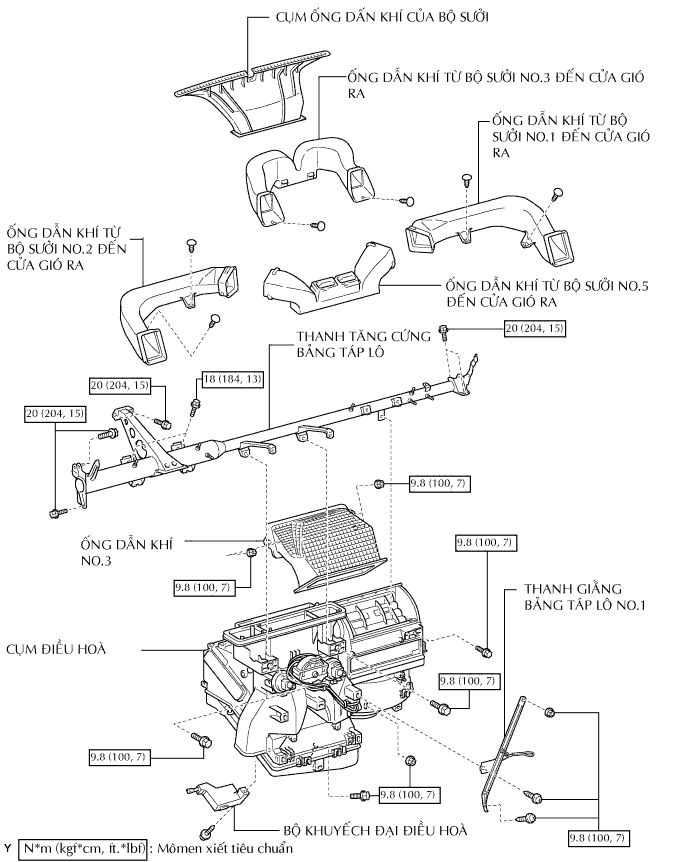 CỤM ỐNG DẤN KHÍ CỦA BỘ SƯỞI
ỐNG DẪN KHÍ TỪ BỘ SƯỞI NO.3 ĐẾN CỬA GIÓ
RA
ỐNG DẪN KHÍ TỪ BỘ
SƯỞI NO.1 ĐẾN CỬA GIÓ
RA
ỐNG DẪN KHÍ TỪ
BỘ SƯỞI NO.2 ĐẾN
CỬA GIÓ RA
ỐNG DẪN KHÍ TỪ BỘ SƯỞI NO.5
ĐẾN CỬA GIÓ RA
THANH TĂNG CỨNG
BẢNG TÁP LÔ
20 (204, 15)
18 (184, 13)
20 (204, 15)
20 (204, 15)
9.8 (100, 7)
ỐNG DẪN KHÍ
NO.3
9.8 (100, 7)
9.8 (100, 7)
THANH GIẰNG
BẢNG TÁP LÔ NO.1
CỤM ĐIỀU HOÀ
9.8 (100, 7)
9.8 (100, 7)
9.8 (100, 7)
9.8 (100, 7)
BỘ KHUYẾCH ĐẠI ĐIỀU HOÀ
Y N*m (kgf*cm, ft.*lbf) : Mômen xiết tiêu chuẩn